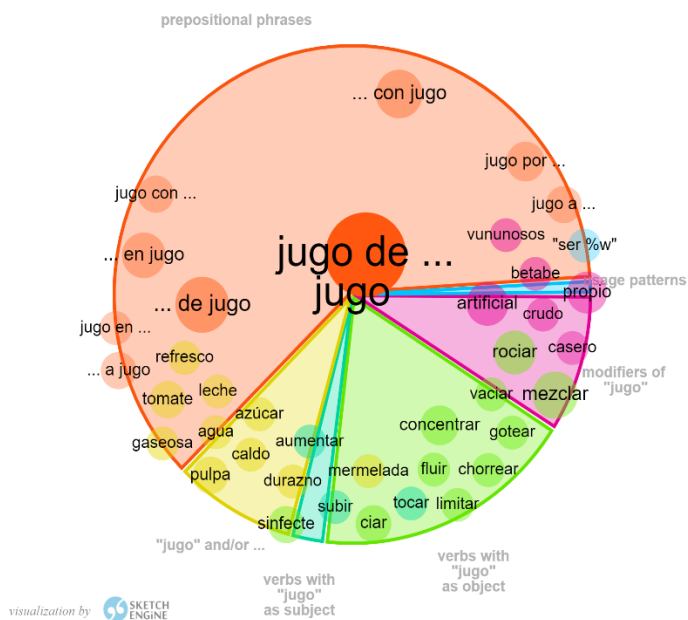 prepositional phrases
... con jugo
jugo por ...
jugo con ...
jugo a ...
vununosos
"ser %w"
... en jugo
jugo de ...
betabe
usage patterns
jugo
propio
... de jugo
artificial
crudo
jugo en ...
refresco
rociar
casero
... a jugo
modifiers of
"jugo"
leche
vaciar
mezclar
tomate
azúcar
concentrar
gotear
agua
aumentar
gaseosa
caldo
mermelada
fluir
chorrear
pulpa
durazno
subir
tocar
limitar
sinfecte
ciar
"jugo" and/or ...
verbs with
"jugo"
as object
verbs with
"jugo"
as subject
visualization by
SKETCH
ENGINE